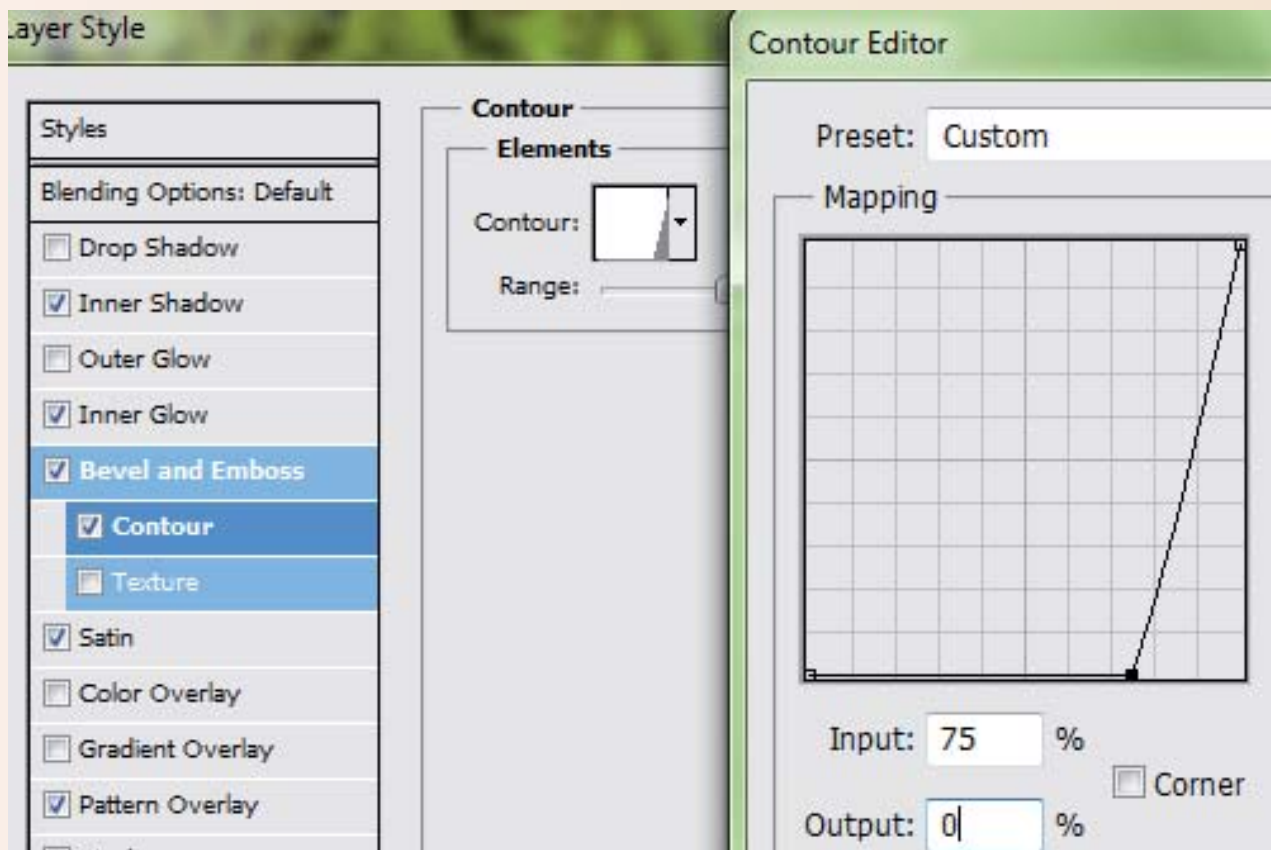 Layer Style
Styles
Blending Options: Default
Drop Shadow
Inner Shadow
Outer Glow
Inner Glow
Bevel and Emboss
Contour
Texture
Satin
Color Overlay
Gradient Overlay
Pattern Overlay
Contour
Elements
Contour:
Range:
Contour Editor
Preset: Custom
Mapping
Input: 75 %
Corner
Output: 0 %